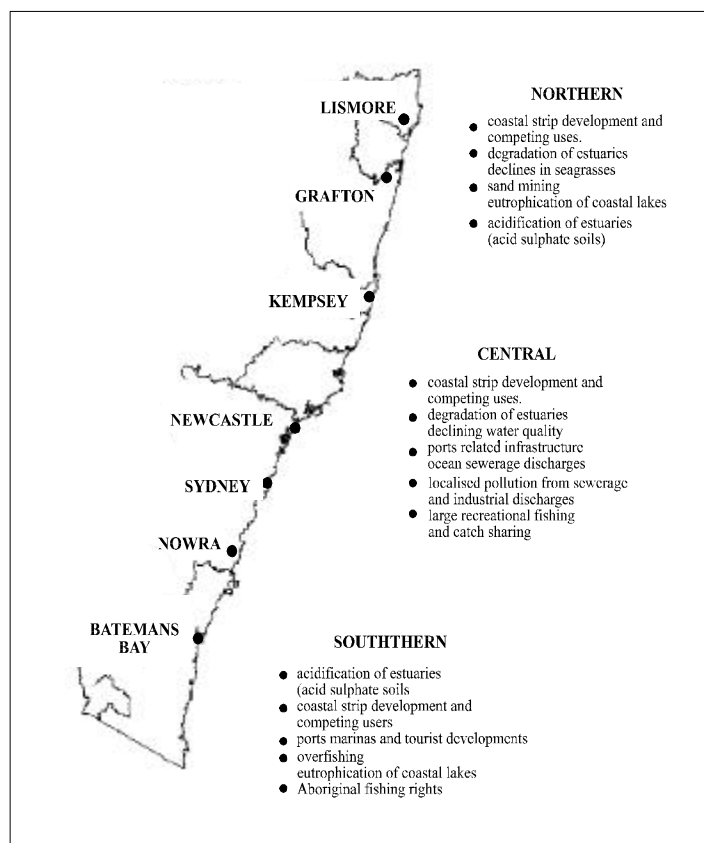 LISMORE
GRAFTON
KEMPSEY
NEWCASTLE
SYDNEY
NOWRA
BATEMANS
BAY
NORTHERN
● coastal strip development and
competing uses.
● degradation of estuaries
declines in seagrasses
● sand mining
eutrophication of coastal lakes
● acidification of estuaries
(acid sulphate soils)
CENTRAL
● coastal strip development and
competing uses.
● degradation of estuaries
declining water quality
● ports related infrastructure
ocean sewerage discharges
● localised pollution from sewerage
and industrial discharges
● large recreational fishing
and catch sharing
SOUTHTHERN
● acidification of estuaries
(acid sulphate soils
● coastal strip development and
competing users
● ports marinas and tourist developments
● overfishing
eutrophication of coastal lakes
● Aboriginal fishing rights